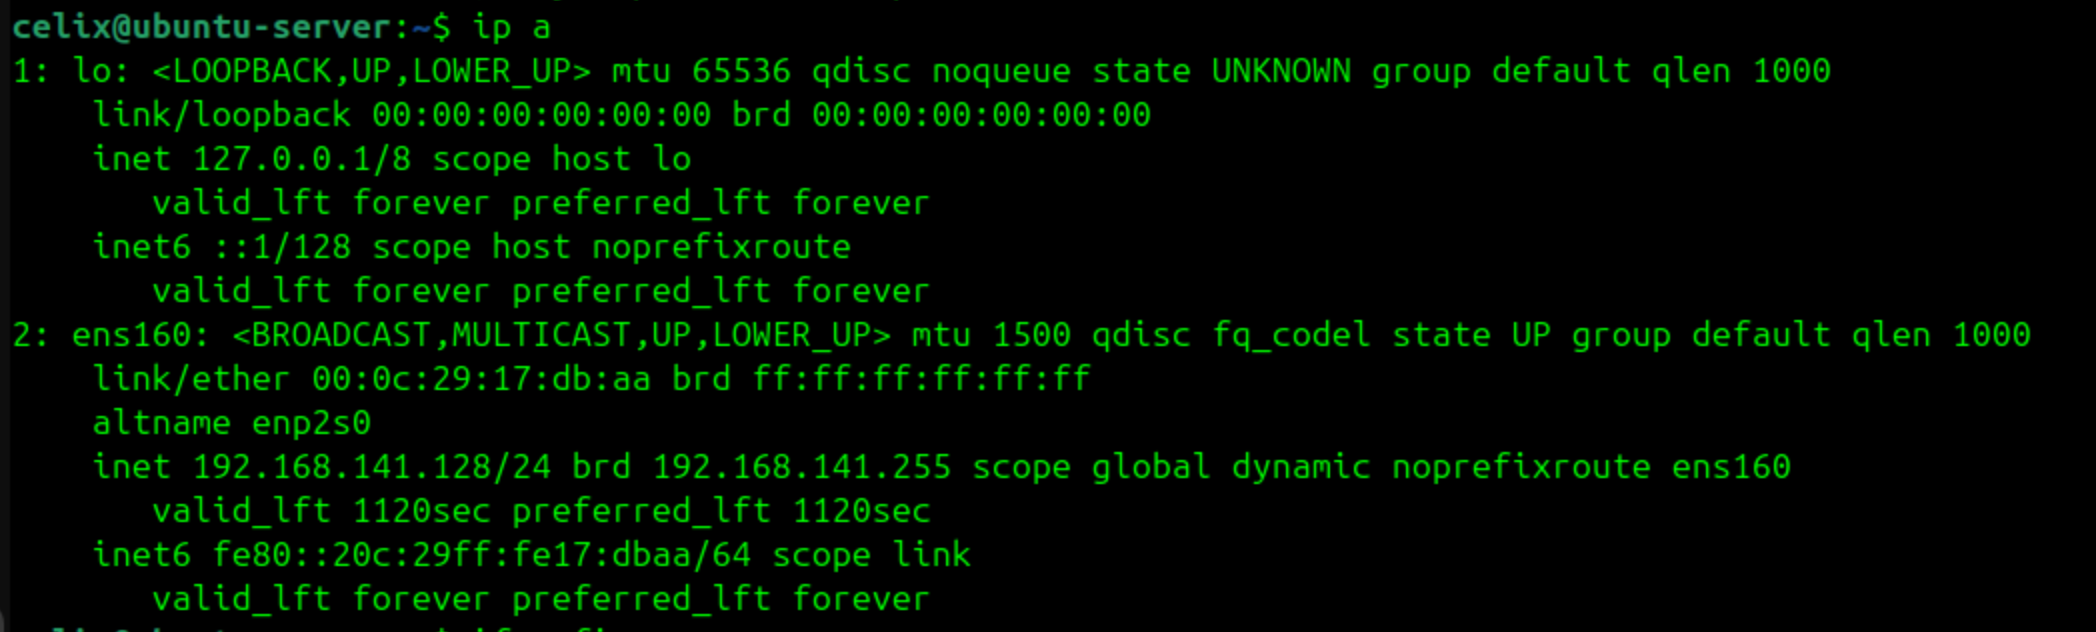 celix@ubuntu-server:~$ ip a
1: lo: <LOOPBACK,UP,LOWER_UP> mtu 65536 qdisc noqueue state UNKNOWN group default qlen 1000
    link/loopback 00:00:00:00:00:00 brd 00:00:00:00:00:00
    inet 127.0.0.1/8 scope host lo
       valid_lft forever preferred_lft forever
    inet6 ::1/128 scope host noprefixroute
       valid_lft forever preferred_lft forever
2: ens160: <BROADCAST,MULTICAST,UP,LOWER_UP> mtu 1500 qdisc fq_codel state UP group default qlen 1000
    link/ether 00:0c:29:17:db:aa brd ff:ff:ff:ff:ff:ff
    altname enp2s0
    inet 192.168.141.128/24 brd 192.168.141.255 scope global dynamic noprefixroute ens160
       valid_lft 1120sec preferred_lft 1120sec
    inet6 fe80::20c:29ff:fe17:dbaa/64 scope link
       valid_lft forever preferred_lft forever